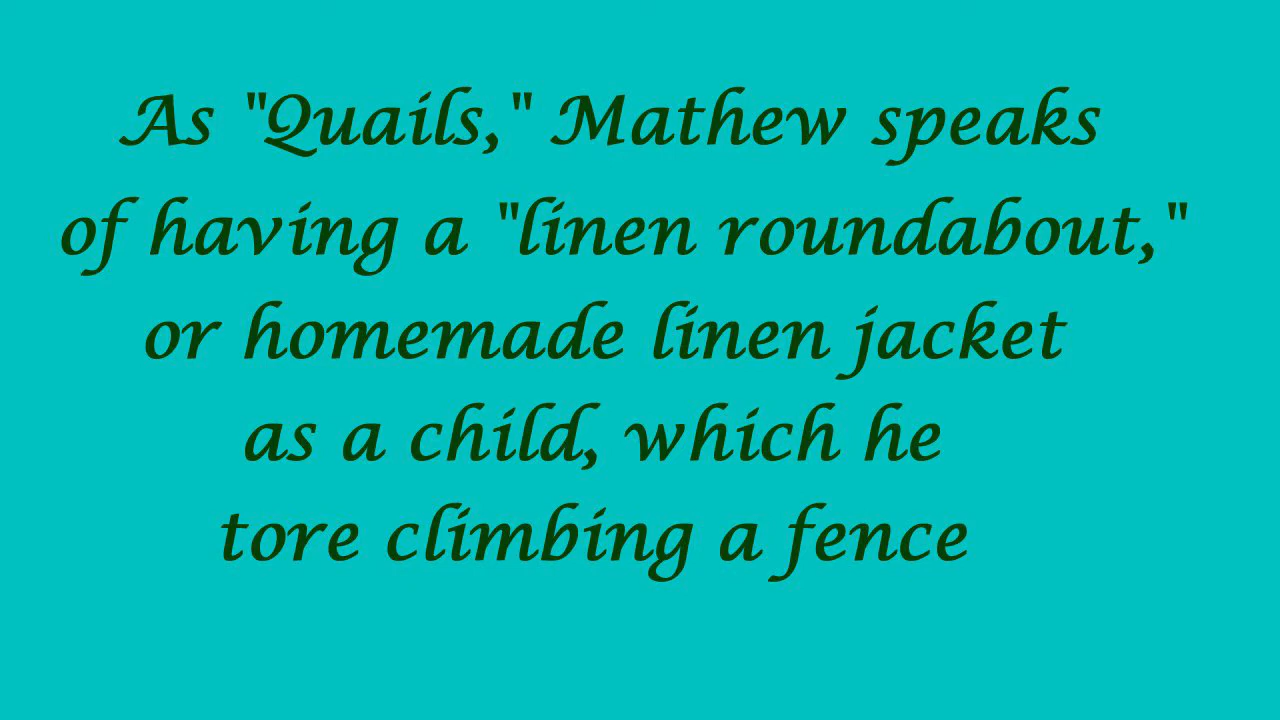 As "Quails," Mathew speaks
of having a "linen roundabout,"
or homemade linen jacket
as a child, which he
tore climbing a fence